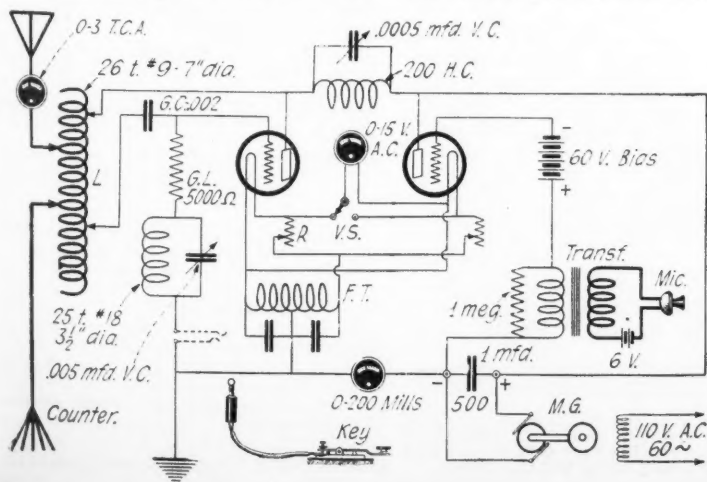 0-3 T.C.A.
.0005 mfd. V.C.
26 t. #9-7" dia.
200 H.C.
G.C.002
0-15 V.
A.C.
60 V. Bias
-
+
L
G.L.
5000Ω
R
V.S.
Transf.
Mic.
F.T.
1 meg.
25 t. #18
3½" dia.
.005 mfd. V.C.
1 mfd.
6 V.
-
+
500
0-200 Mills
Counter.
Key
M.G.
110 V. A.C.
60~